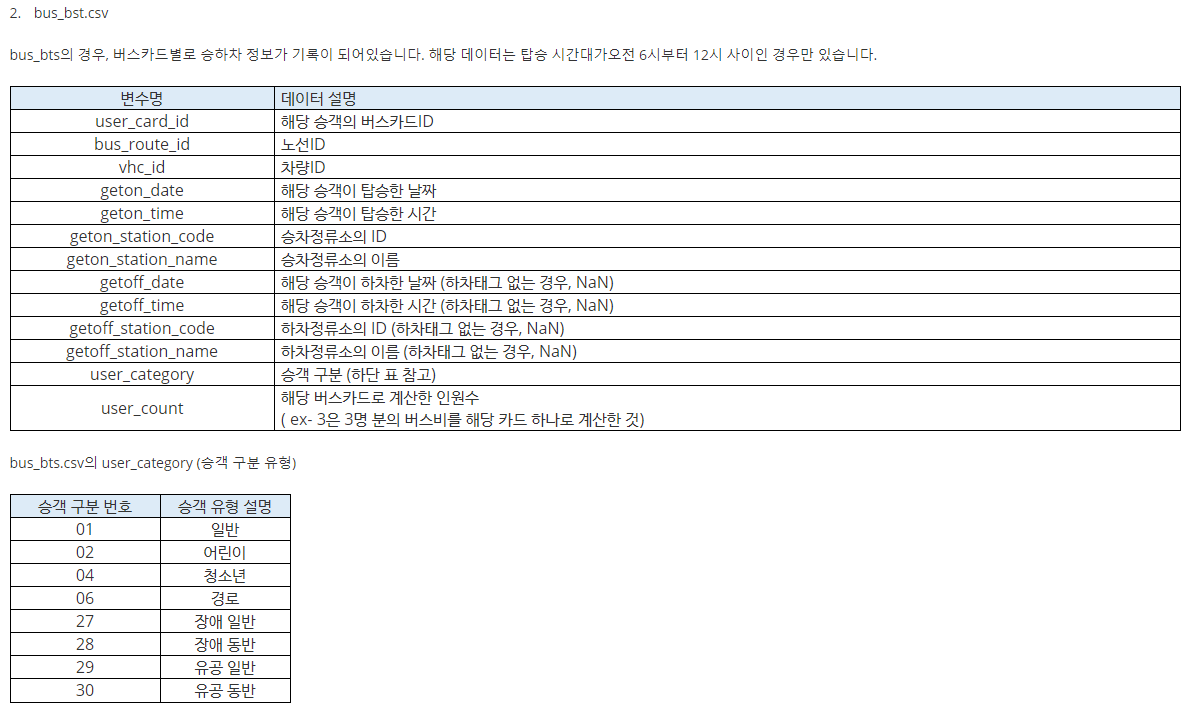 2. bus_bst.csv
bus_bts의 경우, 버스카드별로 승하차 정보가 기록이 되어있습니다. 해당 데이터는 탑승 시간대가오전 6시부터 12시 사이인 경우만 있습니다.
변수명 데이터 설명
user_card_id 해당 승객의 버스카드ID
bus_route_id 노선ID
vhc_id 차량ID
geton_date 해당 승객이 탑승한 날짜
geton_time 해당 승객이 탑승한 시간
geton_station_code 승차정류소의 ID
geton_station_name 승차정류소의 이름
getoff_date 해당 승객이 하차한 날짜 (하차태그 없는 경우, NaN)
getoff_time 해당 승객이 하차한 시간 (하차태그 없는 경우, NaN)
getoff_station_code 하차정류소의 ID (하차태그 없는 경우, NaN)
getoff_station_name 하차정류소의 이름 (하차태그 없는 경우, NaN)
user_category 승객 구분 (하단 표 참고)
user_count 해당 버스카드로 계산한 인원수
( ex- 3은 3명 분의 버스비를 해당 카드 하나로 계산한 것)
bus_bts.csv의 user_category (승객 구분 유형)
승객 구분 번호 승객 유형 설명
01 일반
02 어린이
04 청소년
06 경로
27 장애 일반
28 장애 동반
29 유공 일반
30 유공 동반